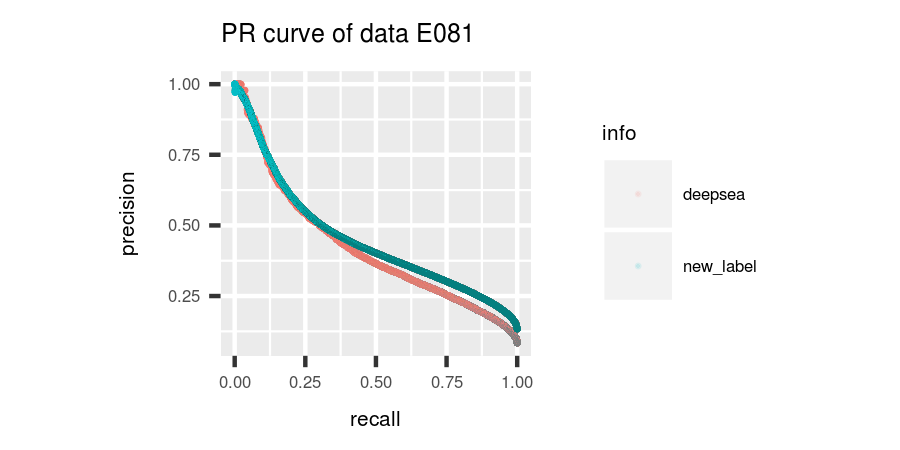 PR curve of data E081
1.00
0.75
0.50
0.25
precision
0.00 0.25 0.50 0.75 1.00
recall
info
deepsea
new_label